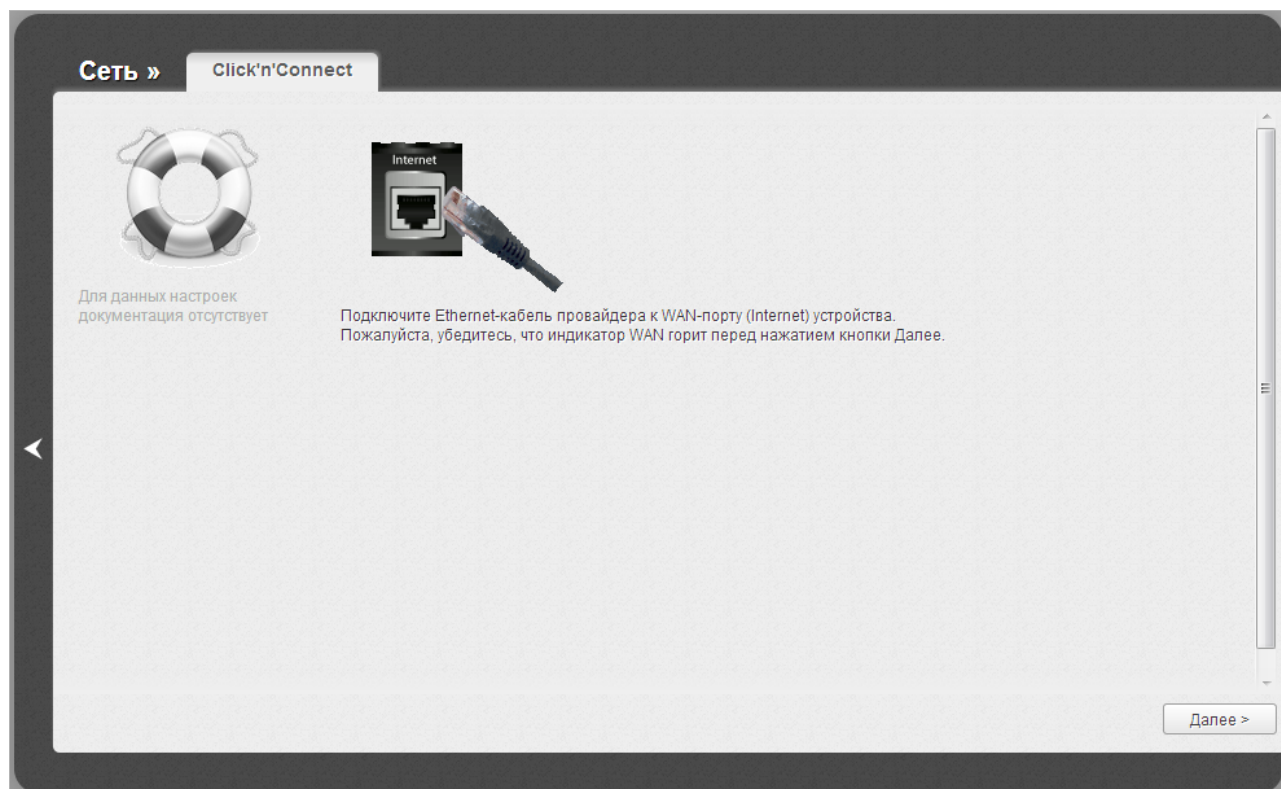 Сеть »
Click'n'Connect
Internet
Для данных настроек
документация отсутствует
Подключите Ethernet-кабель провайдера к WAN-порту (Internet) устройства.
Пожалуйста, убедитесь, что индикатор WAN горит перед нажатием кнопки Далее.
Далее >